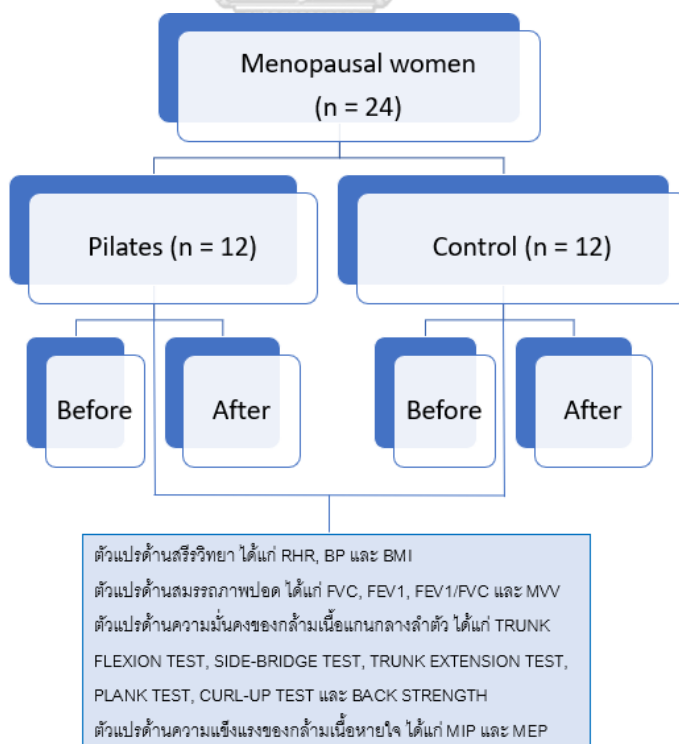 Menopausal women
(n = 24)
Pilates (n = 12)
Control (n = 12)
Before
After
Before
After
ตัวแปรด้านสรีรวิทยา ได้แก่ RHR, BP และ BMI
ตัวแปรด้านสมรรถภาพปอด ได้แก่ FVC, FEV1, FEV1/FVC และ MVV
ตัวแปรด้านความมั่นคงของกล้ามเนื้อแกนกลางลำตัว ได้แก่ TRUNK
FLEXION TEST, SIDE-BRIDGE TEST, TRUNK EXTENSION TEST,
PLANK TEST, CURL-UP TEST และ BACK STRENGTH
ตัวแปรด้านความแข็งแรงของกล้ามเนื้อหายใจ ได้แก่ MIP และ MEP